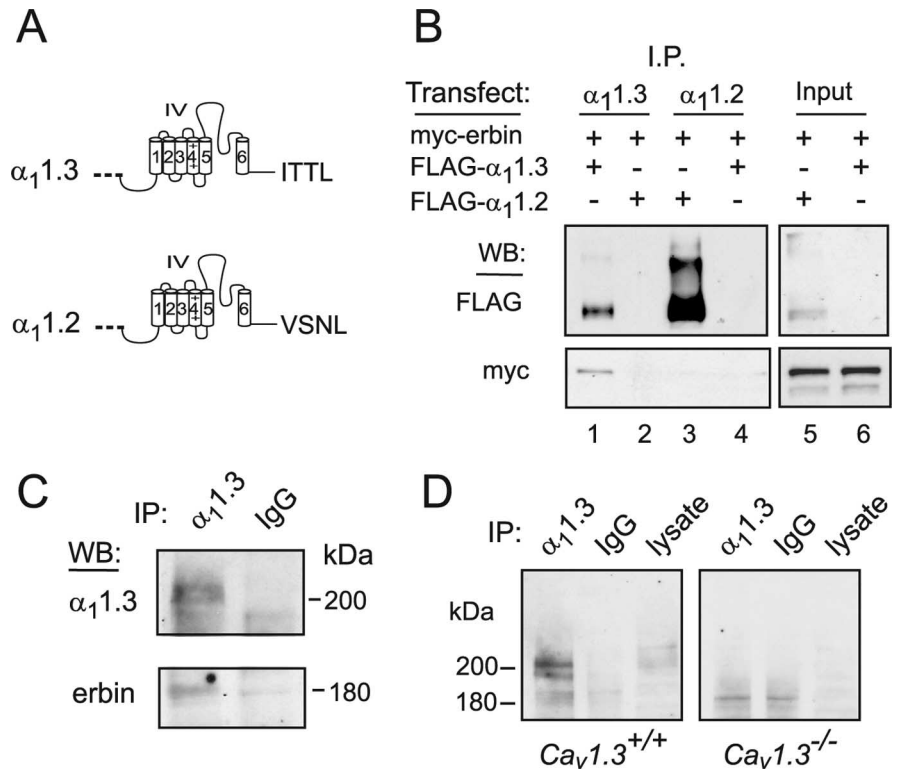 A
IV
α₁1.3
1 2 3 4 5 6
ITTL
IV
α₁1.2
1 2 3 4 5 6
VSNL
B
I.P.
Transfect: α₁1.3 α₁1.2 Input
myc-erbin + + + + + +
FLAG-α₁1.3 + - - + - +
FLAG-α₁1.2 - + + - + -
WB:
FLAG
myc
1 2 3 4 5 6
C
IP: α₁1.3 IgG
WB:
kDa
α₁1.3
-200
erbin
-180
D
IP: α₁1.3 IgG lysate α₁1.3 IgG lysate
kDa
200-
180-
Caᵥ1.3+/+ Caᵥ1.3-/-